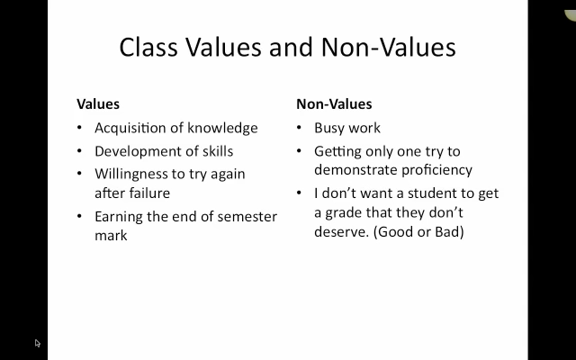 Class Values and Non-Values
Values
• Acquisition of knowledge
• Development of skills
• Willingness to try again
after failure
• Earning the end of semester
mark
Non-Values
• Busy work
• Getting only one try to
demonstrate proficiency
• I don't want a student to get
a grade that they don't
deserve. (Good or Bad)